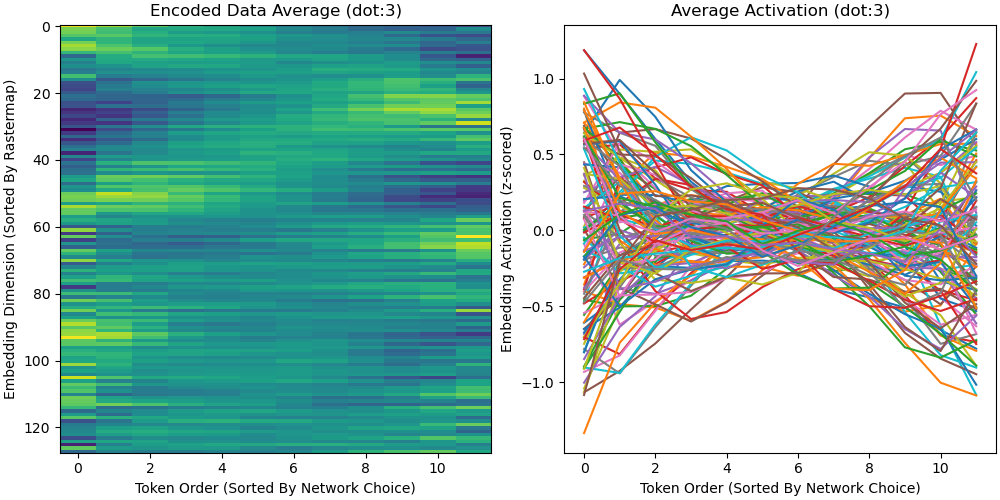 Encoded Data Average (dot:3)
Embedding Dimension (Sorted By Rastermap)
0
20
40
60
80
100
120
0 2 4 6 8 10
Token Order (Sorted By Network Choice)
Average Activation (dot:3)
Embedding Activation (z-scored)
1.0
0.5
0.0
−0.5
−1.0
0 2 4 6 8 10
Token Order (Sorted By Network Choice)